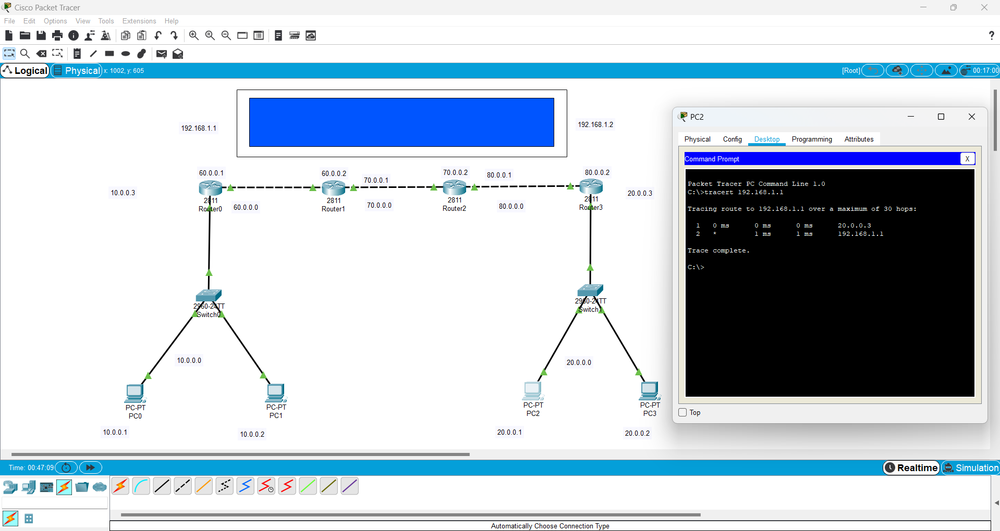 Cisco Packet Tracer
File Edit Options View Tools Extensions Help
?
Logical Physical x: 1002, y: 605 [Root] 00:17:00
192.168.1.1
192.168.1.2
60.0.0.1
60.0.0.2
70.0.0.1
70.0.0.2
80.0.0.1
80.0.0.2
10.0.0.3
20.0.0.3
2811
Router0
60.0.0.0
2811
Router1
70.0.0.0
2811
Router2
80.0.0.0
2811
Router3
2960-24TT
Switch0
2960-24TT
Switch1
10.0.0.0
20.0.0.0
PC-PT
PC0
PC-PT
PC1
PC-PT
PC2
PC-PT
PC3
10.0.0.1
10.0.0.2
20.0.0.1
20.0.0.2
PC2
Physical Config Desktop Programming Attributes
Command Prompt X
Packet Tracer PC Command Line 1.0
C:\>tracert 192.168.1.1
Tracing route to 192.168.1.1 over a maximum of 30 hops:
1 0 ms 0 ms 0 ms 20.0.0.3
2 * 1 ms 1 ms 192.168.1.1
Trace complete.
C:\>
Top
Time: 00:47:09 Realtime Simulation
Automatically Choose Connection Type